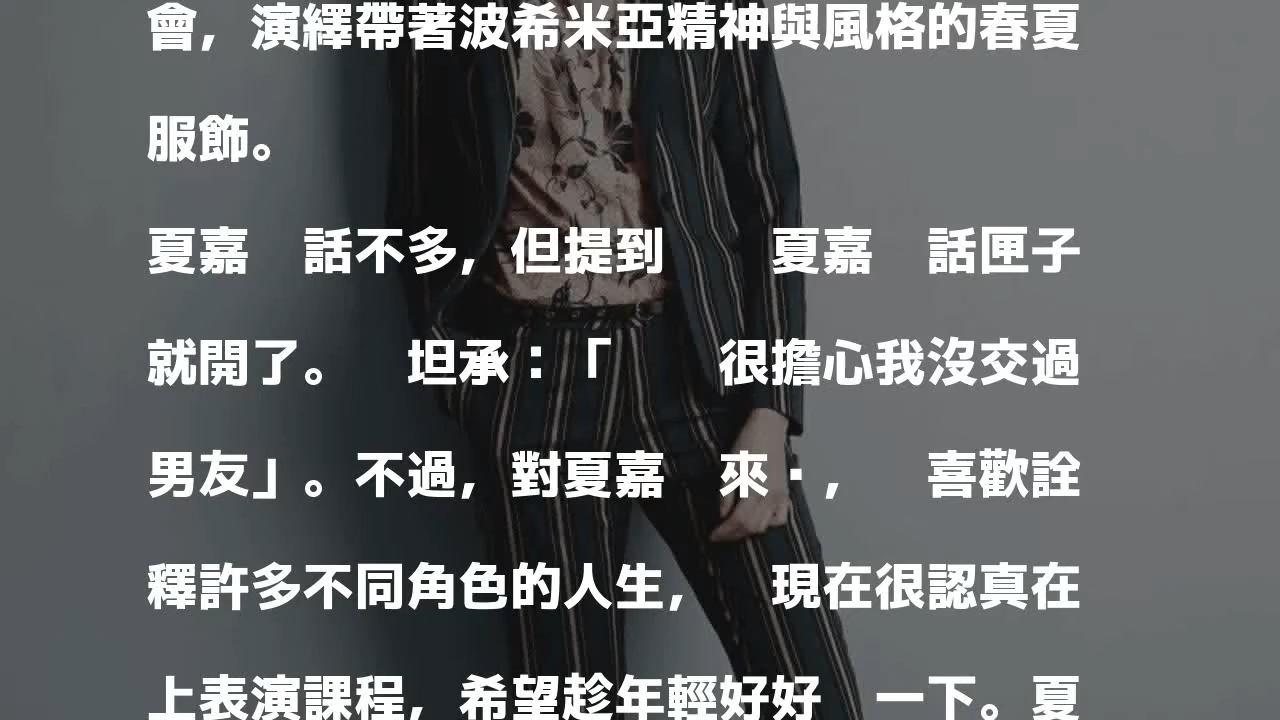 會，演繹帶著波希米亞精神與風格的春夏
服飾。
夏嘉　話不多，但提到　　夏嘉　話匣子
就開了。　坦承：「　　很擔心我沒交過
男友」。不過，對夏嘉　來·，　喜歡詮
釋許多不同角色的人生，　現在很認真在
上表演課程，希望趁年輕好好　一下。夏